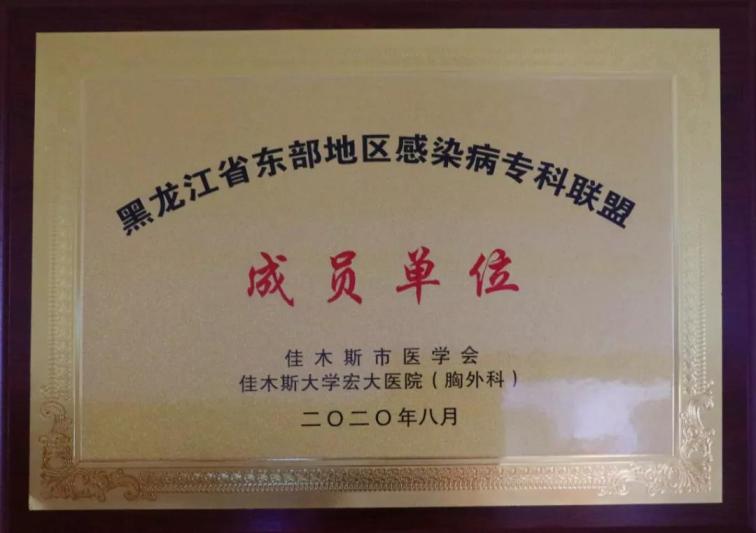 黑龙江省东部地区感染病专科联盟
成员单位
佳木斯市医学会
佳木斯大学宏大医院（胸外科）
二〇二〇年八月